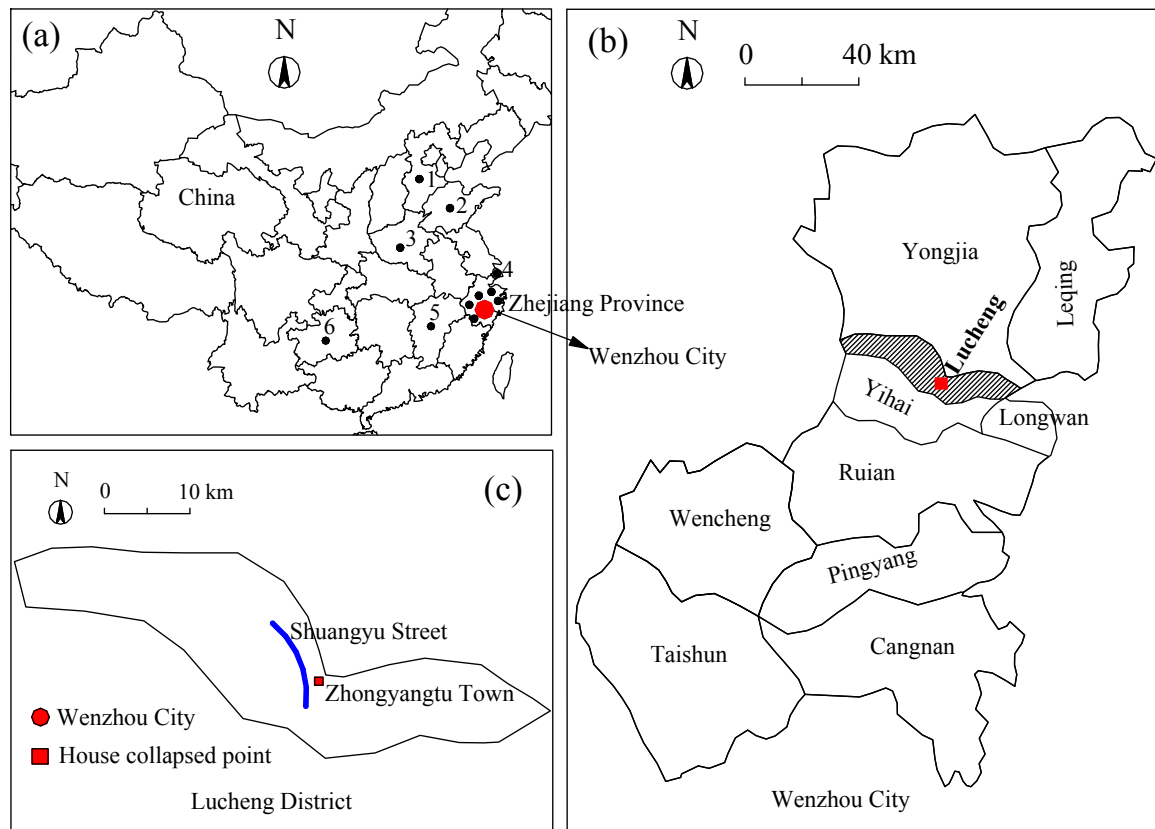 (a)
N
China
1
2
3
4
5
6
Zhejiang Province
Wenzhou City
(b)
N
0 40 km
Yongjia
Leqing
Lucheng
Yihai
Longwan
Ruian
Wencheng
Pingyang
Taishun
Cangnan
Wenzhou City
(c)
N
0 10 km
Shuangyu Street
Zhongyangtu Town
Wenzhou City
House collapsed point
Lucheng District